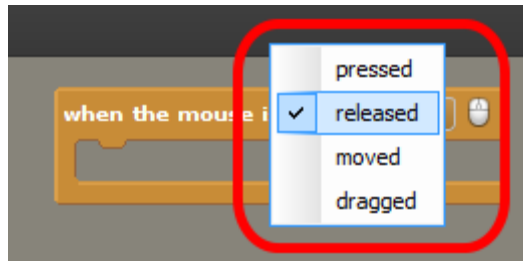 pressed
when the mouse i released
moved
dragged